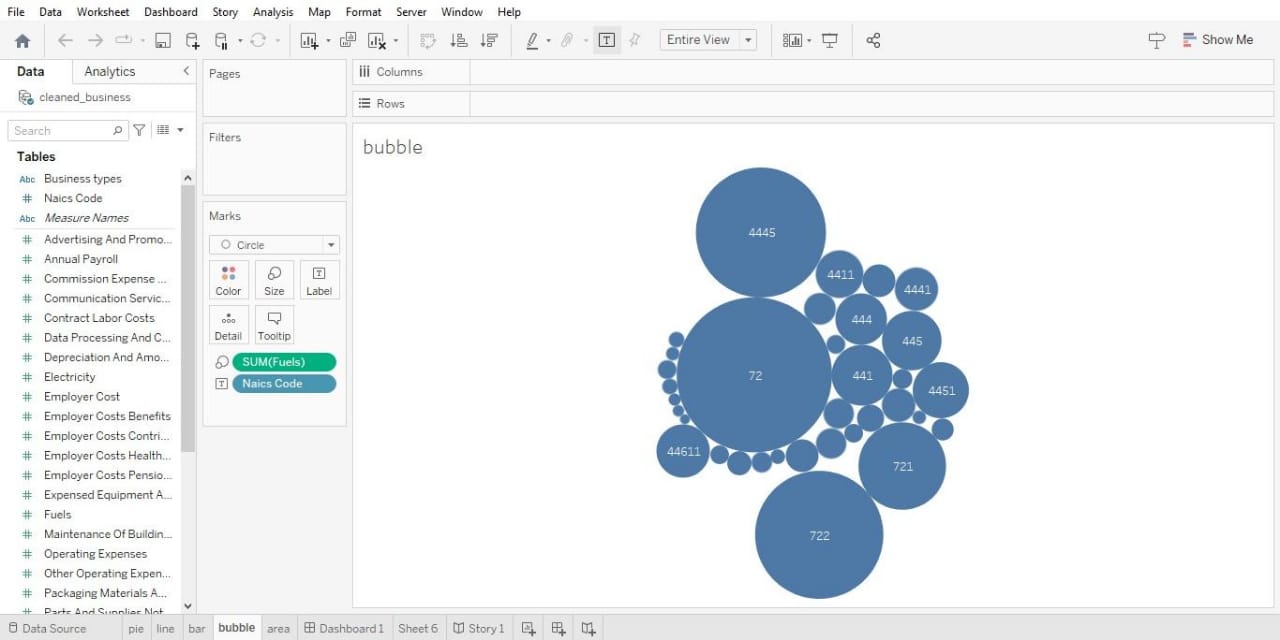 File Data Worksheet Dashboard Story Analysis Map Format Server Window Help
Entire View
Show Me
Data Analytics
cleaned_business
Search
Tables
Abc Business types
# Naics Code
Abc Measure Names
# Advertising And Promo...
# Annual Payroll
# Commission Expense ...
# Communication Servic...
# Contract Labor Costs
# Data Processing And C...
# Depreciation And Amo...
# Electricity
# Employer Cost
# Employer Costs Benefits
# Employer Costs Contri...
# Employer Costs Health...
# Employer Costs Pensio...
# Expensed Equipment A...
# Fuels
# Maintenance Of Buildin...
# Operating Expenses
# Other Operating Expen...
# Packaging Materials A...
# Parts And Supplies Not
Pages
Filters
Marks
Circle
Color Size Label
Detail Tooltip
SUM(Fuels)
Naics Code
Columns
Rows
bubble
4445
4411
4441
444
445
72
441
4451
44611
721
722
Data Source pie line bar bubble area Dashboard 1 Sheet 6 Story 1